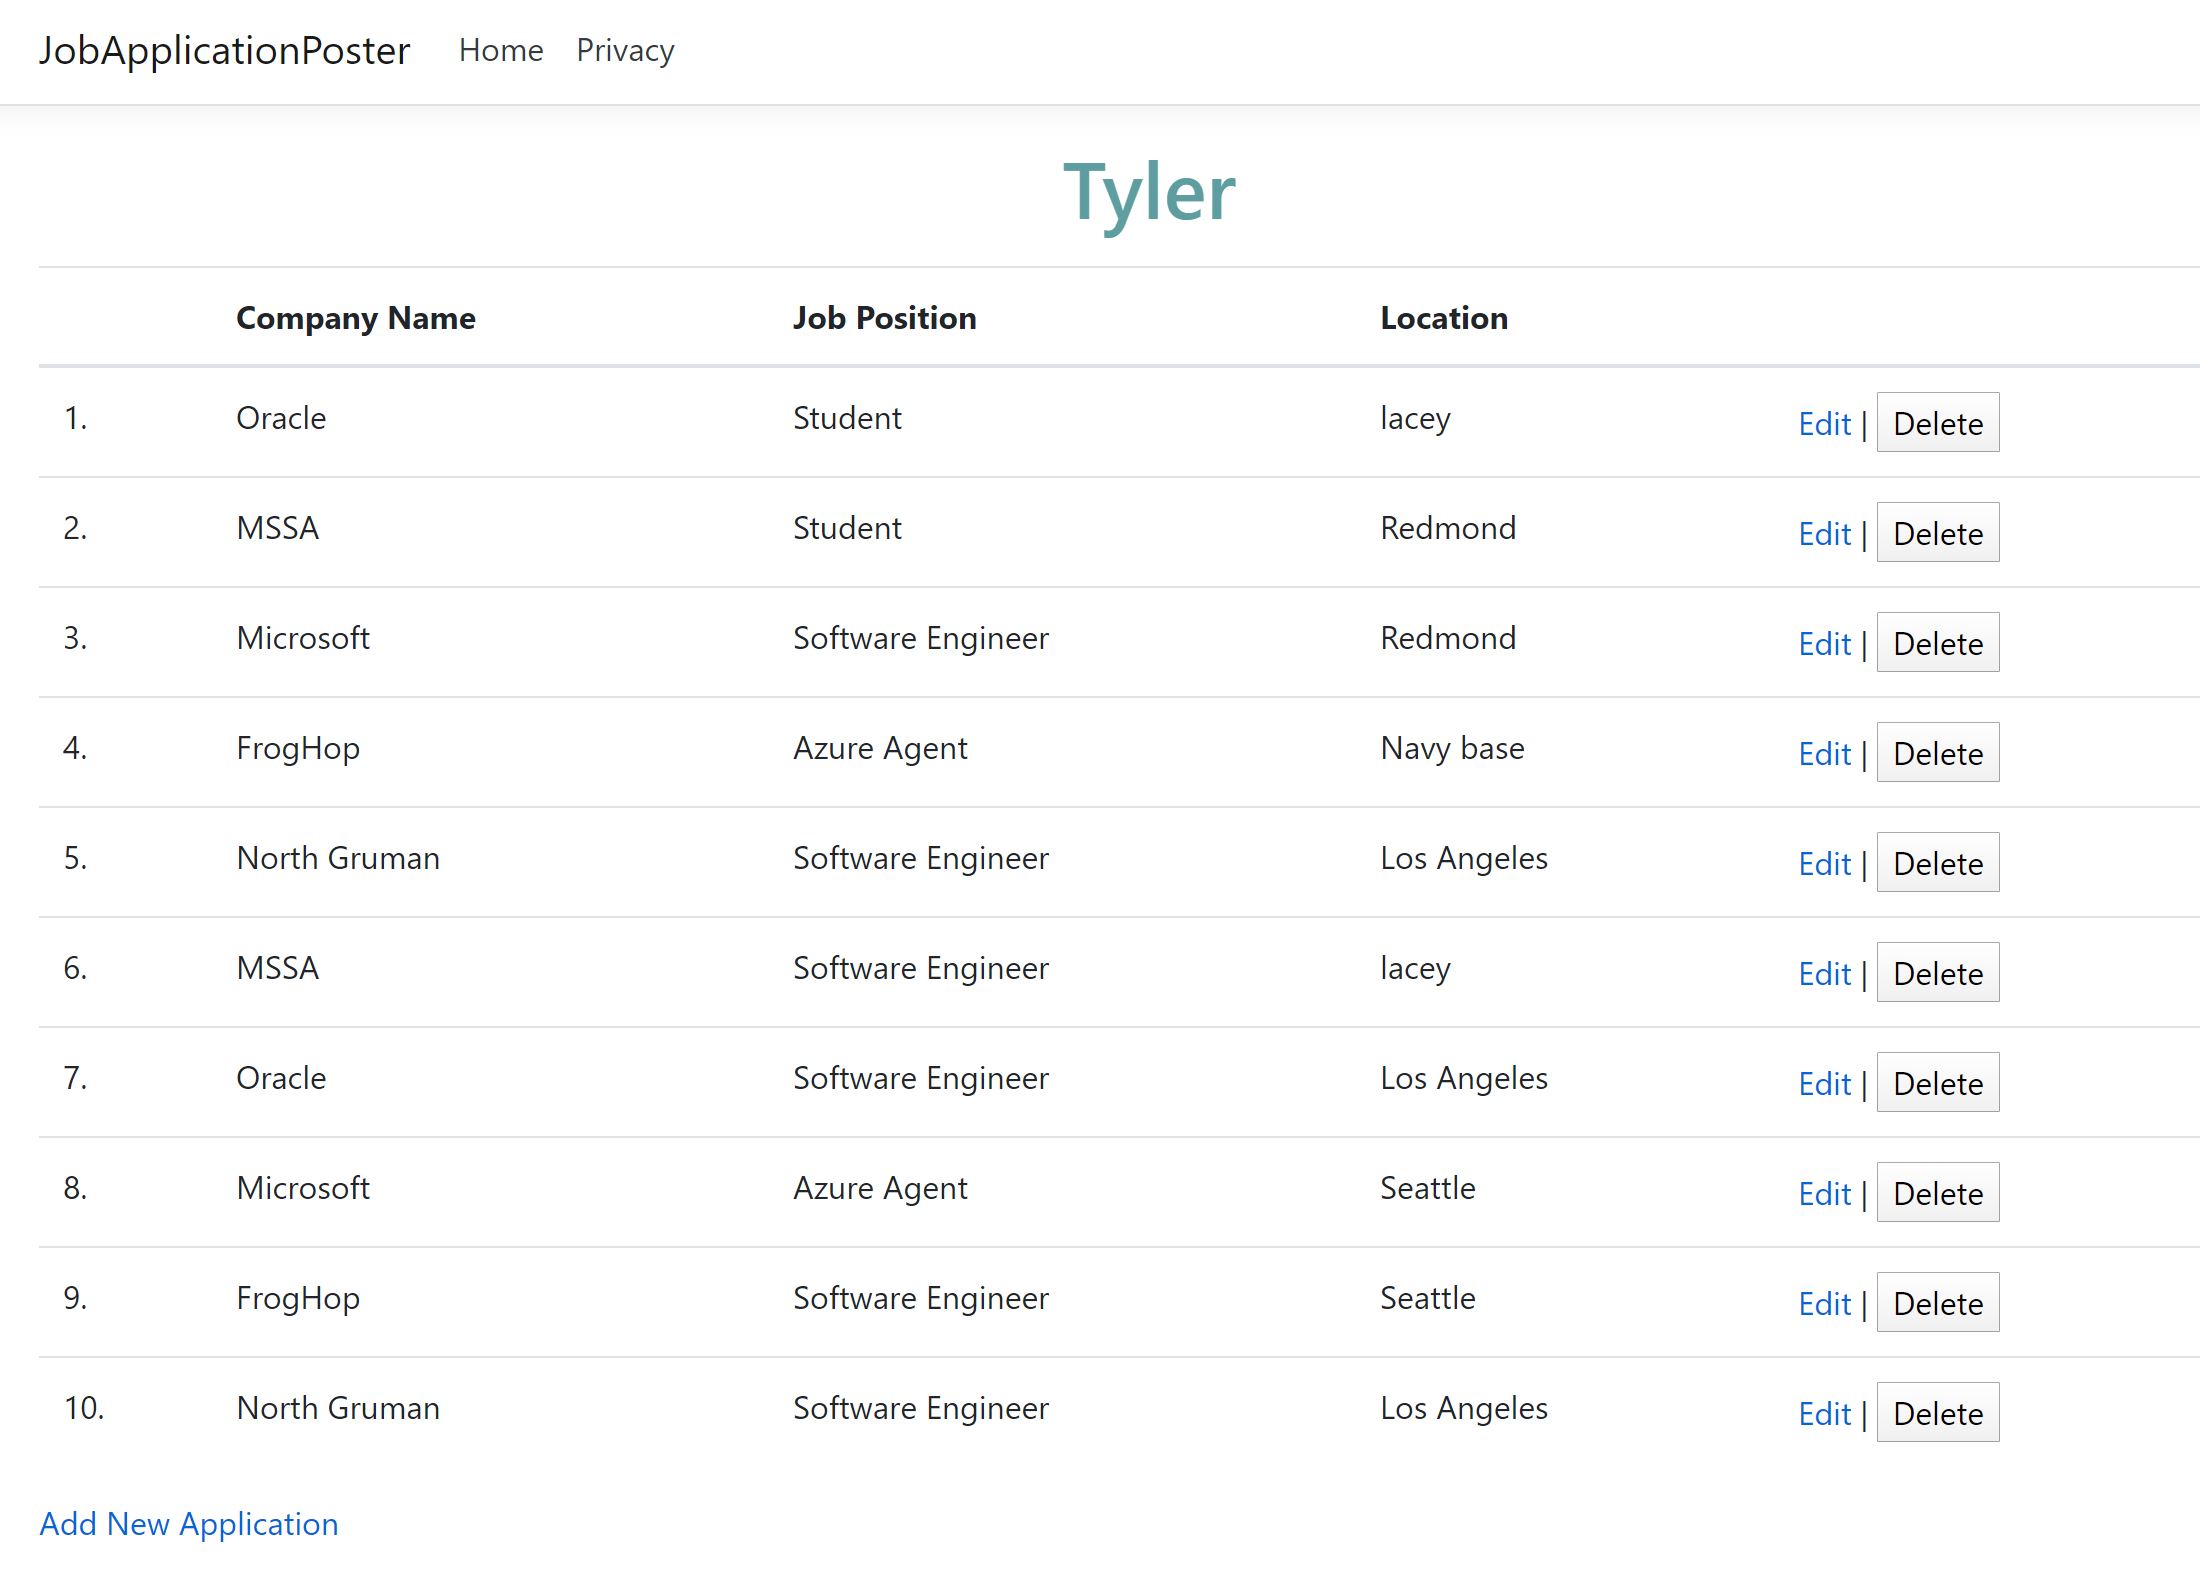 JobApplicationPoster Home Privacy
Tyler
Company Name Job Position Location
1. Oracle Student lacey Edit | Delete
2. MSSA Student Redmond Edit | Delete
3. Microsoft Software Engineer Redmond Edit | Delete
4. FrogHop Azure Agent Navy base Edit | Delete
5. North Gruman Software Engineer Los Angeles Edit | Delete
6. MSSA Software Engineer lacey Edit | Delete
7. Oracle Software Engineer Los Angeles Edit | Delete
8. Microsoft Azure Agent Seattle Edit | Delete
9. FrogHop Software Engineer Seattle Edit | Delete
10. North Gruman Software Engineer Los Angeles Edit | Delete
Add New Application